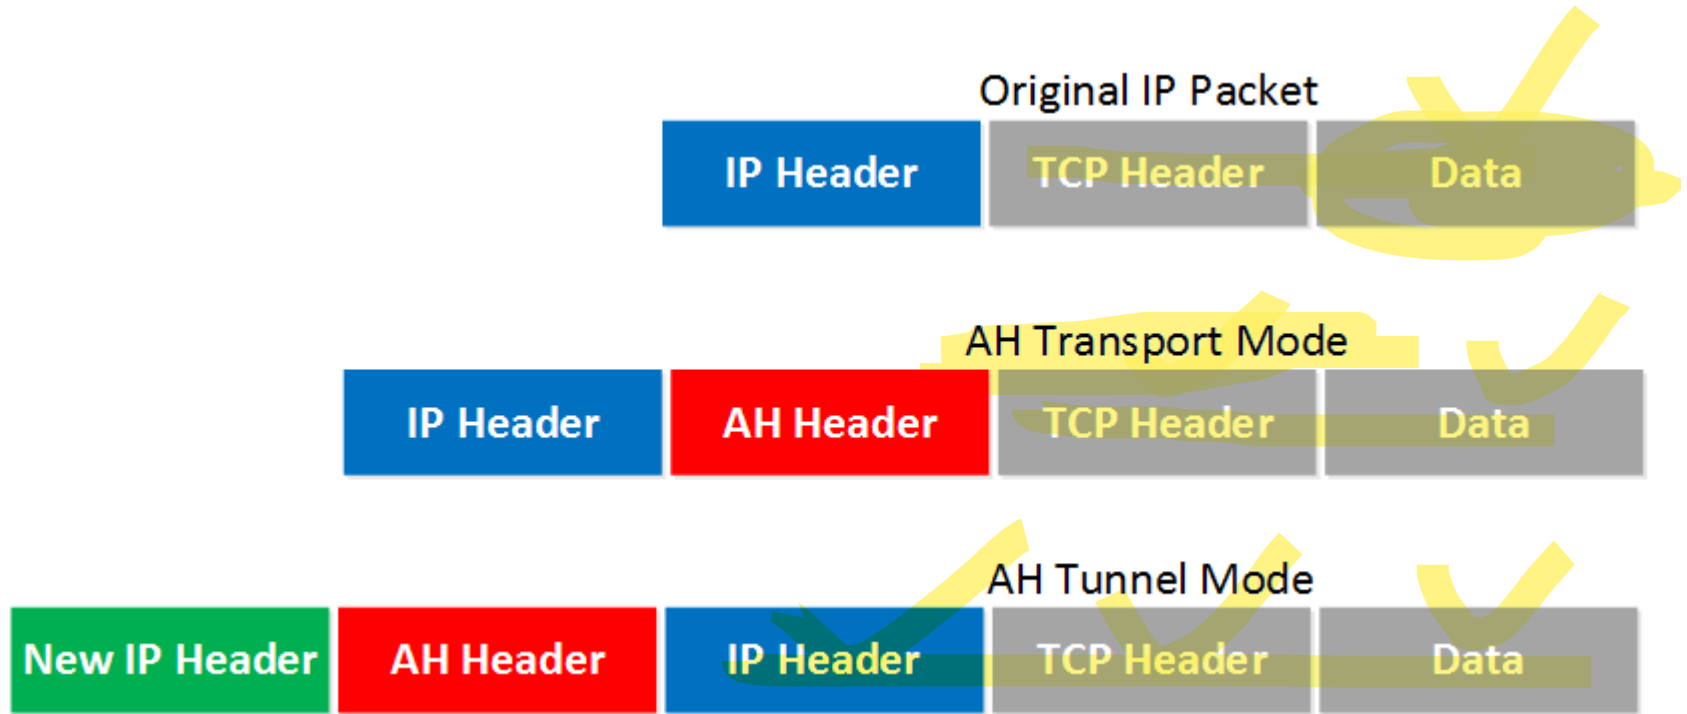 Original IP Packet
IP Header TCP Header Data
AH Transport Mode
IP Header AH Header TCP Header Data
AH Tunnel Mode
New IP Header AH Header IP Header TCP Header Data